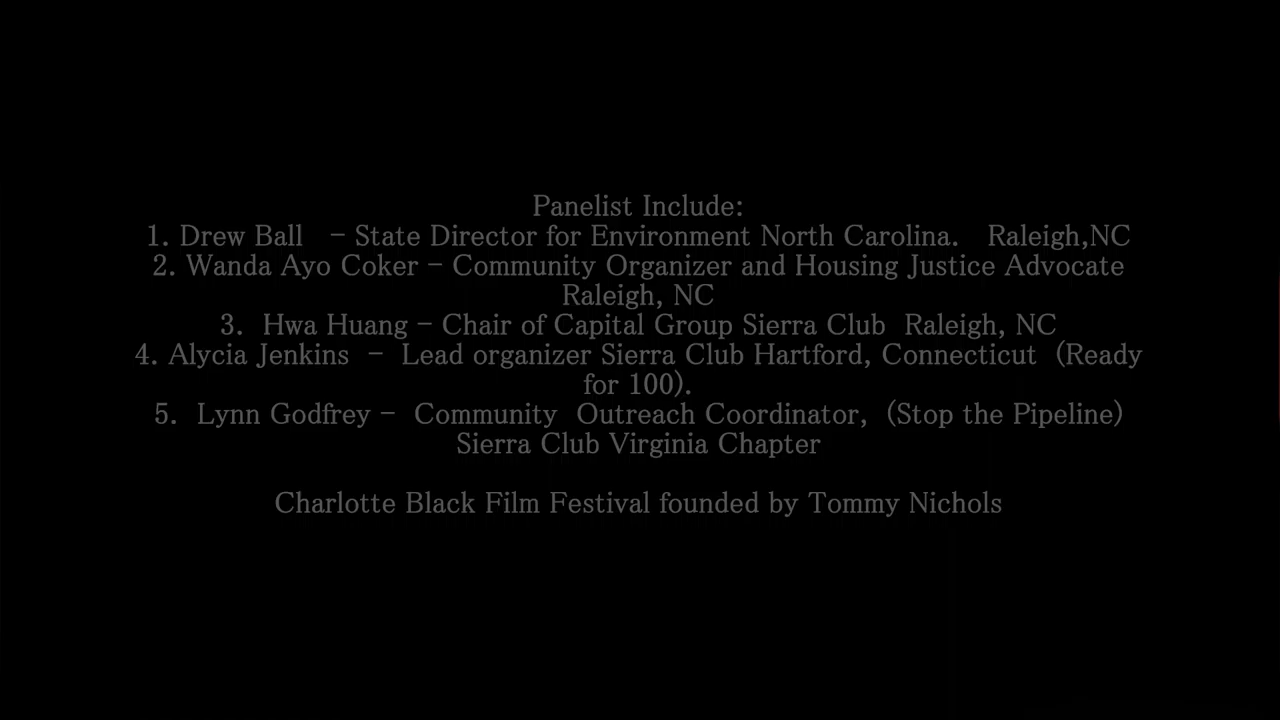 Panelist Include:
1. Drew Ball - State Director for Environment North Carolina. Raleigh,NC
2. Wanda Ayo Coker - Community Organizer and Housing Justice Advocate
Raleigh, NC
3. Hwa Huang - Chair of Capital Group Sierra Club Raleigh, NC
4. Alycia Jenkins - Lead organizer Sierra Club Hartford, Connecticut (Ready
for 100).
5. Lynn Godfrey - Community Outreach Coordinator, (Stop the Pipeline)
Sierra Club Virginia Chapter
Charlotte Black Film Festival founded by Tommy Nichols